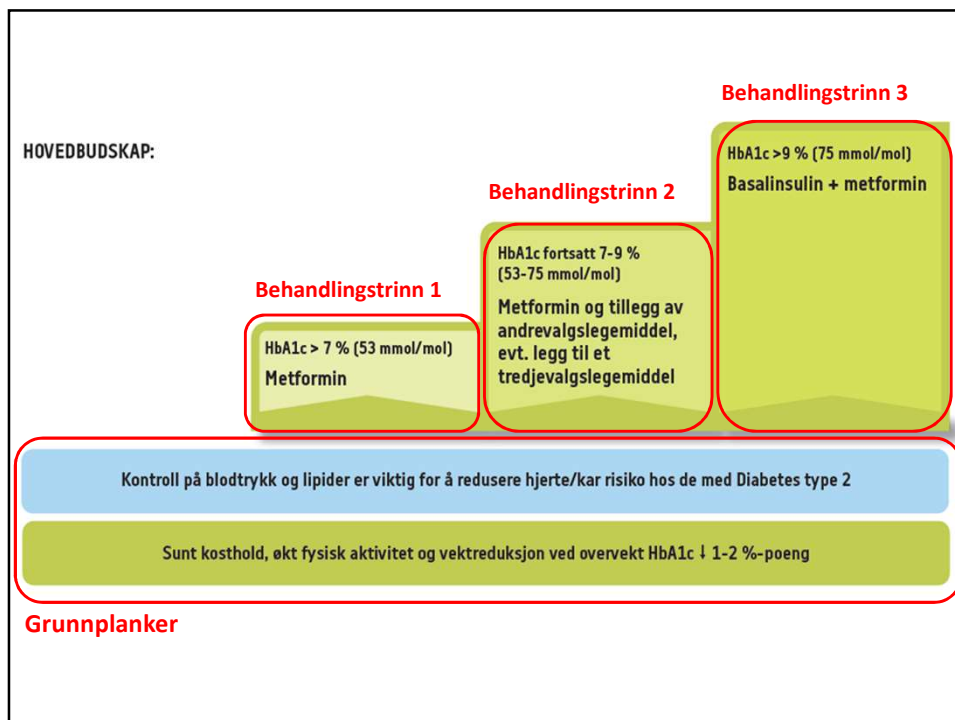 Behandlingstrinn 3
HOVEDBUDSKAP:
HbA1c >9 % (75 mmol/mol)
Basalinsulin + metformin
Behandlingstrinn 2
HbA1c fortsatt 7-9 %
(53-75 mmol/mol)
Metformin og tillegg av
andrevalgslegemiddel,
evt. legg til et
tredjevalgslegemiddel
Behandlingstrinn 1
HbA1c > 7 % (53 mmol/mol)
Metformin
Kontroll på blodtrykk og lipider er viktig for å redusere hjerte/kar risiko hos de med Diabetes type 2
Sunt kosthold, økt fysisk aktivitet og vektreduksjon ved overvekt HbA1c ↓ 1-2 %-poeng
Grunnplanker